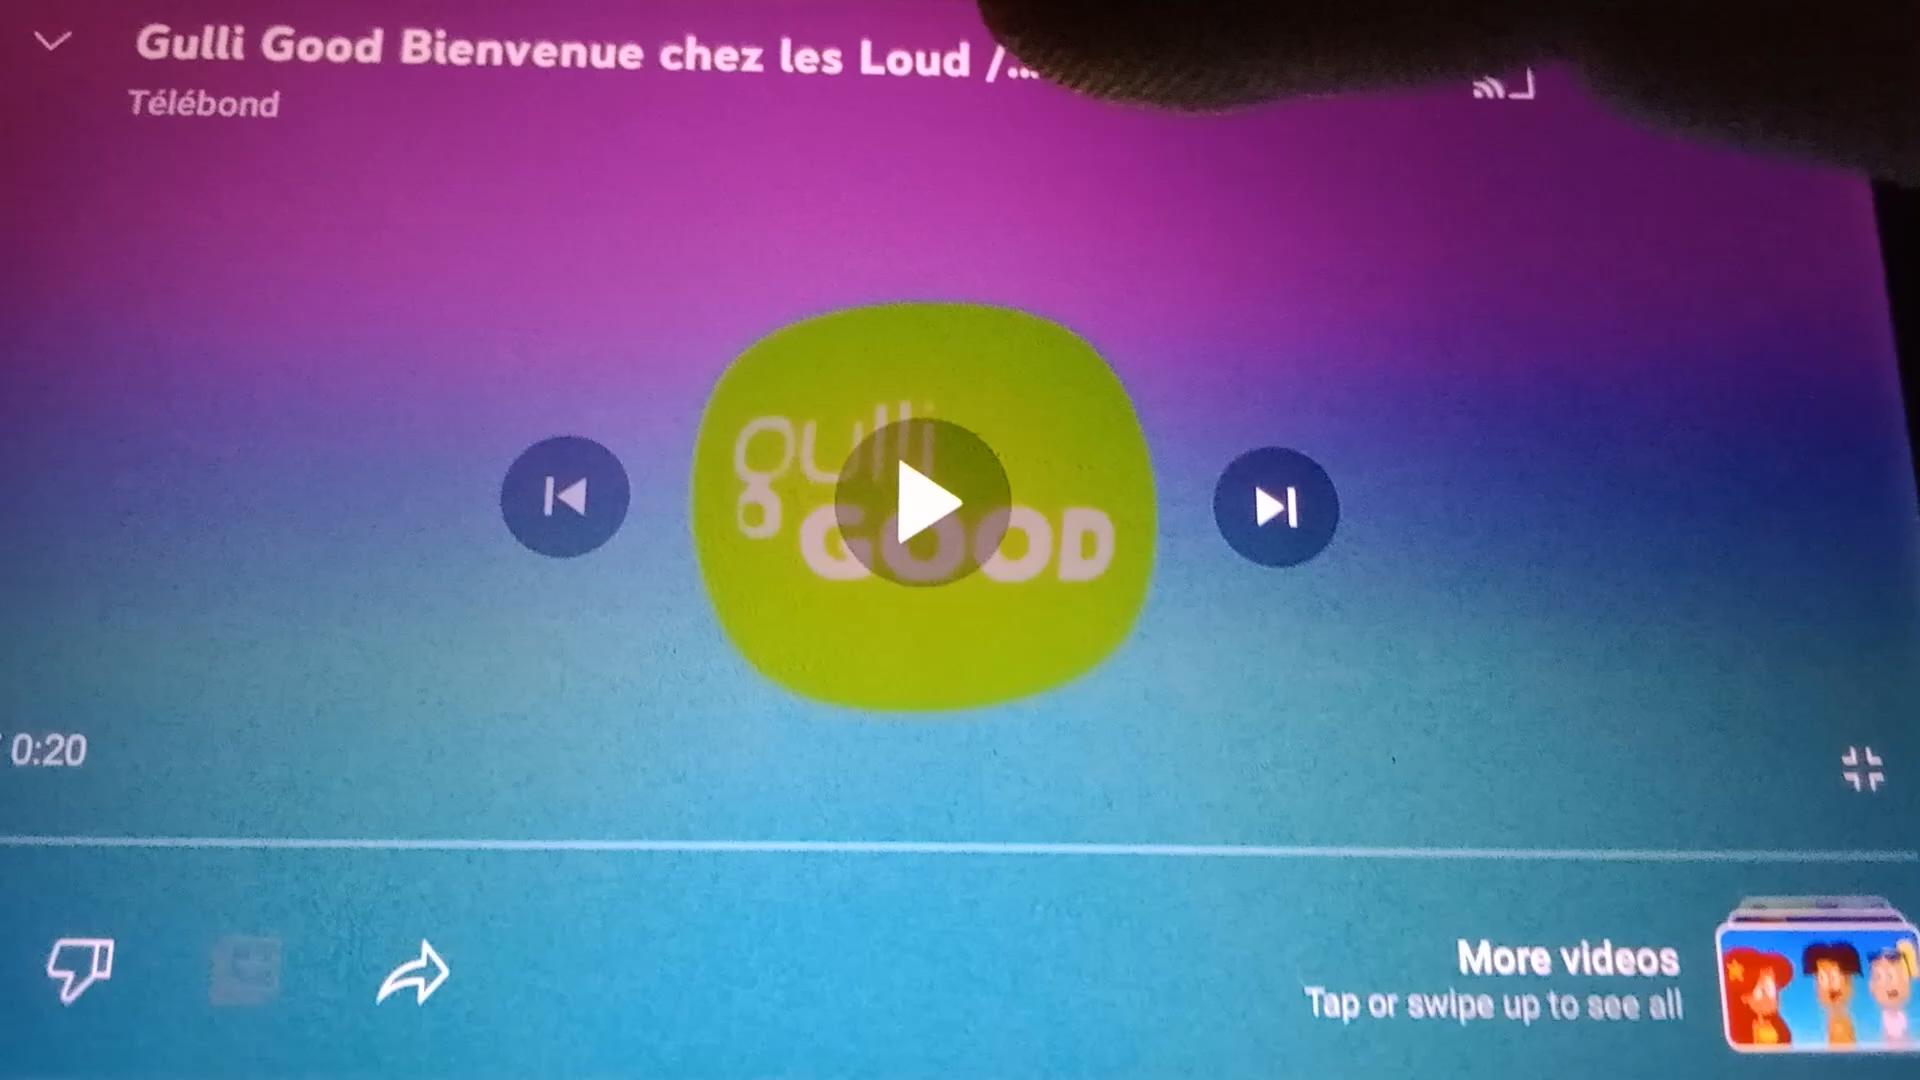 Gulli Good Bienvenue chez les Loud /...
Télébond
gulli
GOOD
0:20
More videos
Tap or swipe up to see all